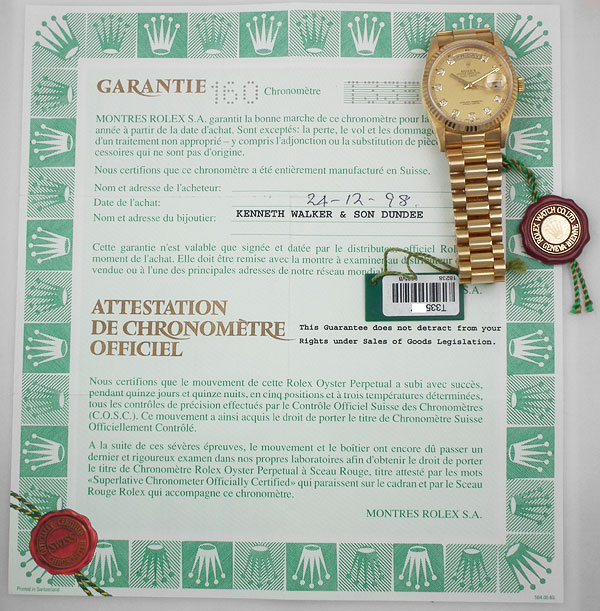 GARANTIE 160 Chronomètre
MONTRES ROLEX S.A. garantit la bonne marche de ce chronomètre pour la
année à partir de la date d'achat. Sont exceptés: la perte, le vol et les
d'un traitement non approprié – y compris l'adjonction ou la substitution de
cessoires qui ne sont pas d'origine.
Nous certifions que ce chronomètre a été entièrement manufacturé en Suisse.
Nom et adresse de l'acheteur:
Date de l'achat: 24-12-98
Nom et adresse du bijoutier: KENNETH WALKER & SON DUNDEE
Cette garantie n'est valable que signée et datée par le officiel
moment de l'achat. Elle doit être remise avec la montre à examiner au
vendue ou à l'une des principales adresses de notre réseau
S.A.
18238
T335
ROLEX WATCH CO LTD GENEVA
ATTESTATION
DE CHRONOMÈTRE
OFFICIEL
This Guarantee does not detract from your
Rights under Sales of Goods Legislation.
Nous certifions que le mouvement de cette Rolex Oyster Perpetual a subi avec succès,
pendant quinze jours et quinze nuits, en cinq positions et à trois températures déterminées,
tous les contrôles de précision effectués par le Contrôle Officiel Suisse des Chronomètres
(C.O.S.C.). Ce mouvement a ainsi acquis le droit de porter le titre de Chronomètre Suisse
Officiellement Contrôlé.
A la suite de ces sévères épreuves, le mouvement et le boîtier ont encore dû passer un
dernier et rigoureux examen dans nos propres laboratoires afin d'obtenir le droit de porter
le titre de Chronomètre Rolex Oyster Perpetual à Sceau Rouge, titre attesté par les mots
«Superlative Chronometer Officially Certified» qui paraissent sur le cadran et par le Sceau
Rouge Rolex qui accompagne ce chronomètre.
MONTRES ROLEX S.A.
Printed in Switzerland